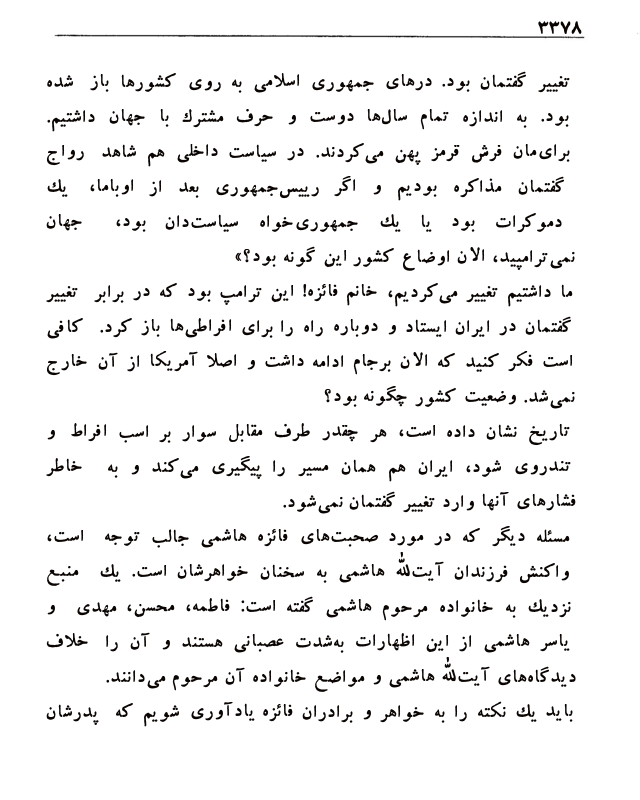 ۳۳۷۸
تغییر گفتمان بود. درهای جمهوری اسلامی به روی کشورها باز شده
بود. به اندازه تمام سال‌ها دوست و حرف مشترك با جهان داشتیم.
برای‌مان فرش قرمز پهن می‌کردند. در سیاست داخلی هم شاهد رواج
گفتمان مذاکره بودیم و اگر رییس‌جمهوری بعد از اوباما، یك
دموکرات بود یا یك جمهوری‌خواه سیاست‌دان بود، جهان
نمی‌ترامپید، الان اوضاع کشور این گونه بود؟»
ما داشتیم تغییر می‌کردیم، خانم فائزه! این ترامپ بود که در برابر تغییر
گفتمان در ایران ایستاد و دوباره راه را برای افراطی‌ها باز کرد. کافی
است فکر کنید که الان برجام ادامه داشت و اصلا آمریکا از آن خارج
نمی‌شد. وضعیت کشور چگونه بود؟
تاریخ نشان داده است، هر چقدر طرف مقابل سوار بر اسب افراط و
تندروی شود، ایران هم همان مسیر را پیگیری می‌کند و به خاطر
فشارهای آنها وارد تغییر گفتمان نمی‌شود.
مسئله دیگر که در مورد صحبت‌های فائزه هاشمی جالب توجه است،
واکنش فرزندان آیت‌الله هاشمی به سخنان خواهرشان است. یك منبع
نزدیك به خانواده مرحوم هاشمی گفته است: فاطمه، محسن، مهدی و
یاسر هاشمی از این اظهارات به‌شدت عصبانی هستند و آن را خلاف
دیدگاه‌های آیت‌الله هاشمی و مواضع خانواده آن مرحوم می‌دانند.
باید یك نکته را به خواهر و برادران فائزه یادآوری شویم که پدرشان